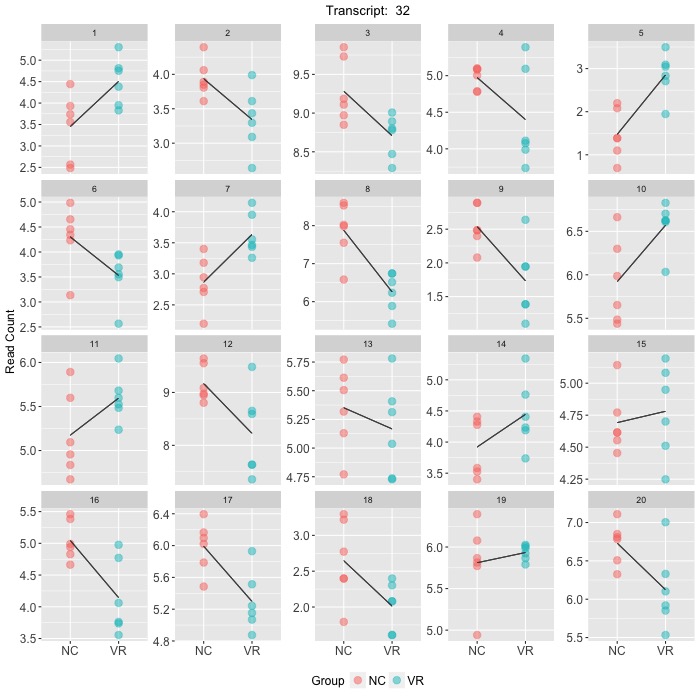 Transcript: 32
1 2 3 4 5
5.0 4.5 4.0 3.5 3.0 2.5
4.0 3.0
9.5 9.0 8.5
5.0 4.0
3 2 1
6 7 8 9 10
5.0 4.5 4.0 3.5 3.0 2.5
4.0 3.5 3.0 2.5
8 7 6
2.5 2.0 1.5
6.5 6.0 5.5
Read Count
11 12 13 14 15
6.0 5.5 5.0
9 8
5.75 5.50 5.25 5.00 4.75
5.0 4.5 4.0 3.5
5.00 4.75 4.50 4.25
16 17 18 19 20
5.5 5.0 4.5 4.0 3.5
6.4 6.0 5.6 5.2 4.8
3.0 2.5 2.0
6.0 5.5 5.0
7.0 6.5 6.0 5.5
NC VR NC VR NC VR NC VR NC VR
Group NC VR